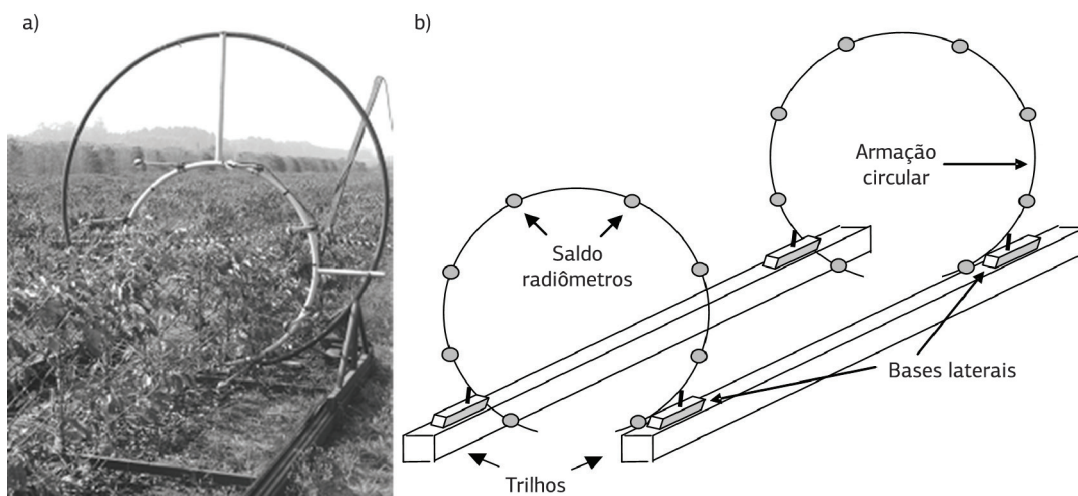 a)
b)
Armação
circular
Saldo
radiômetros
Bases laterais
Trilhos